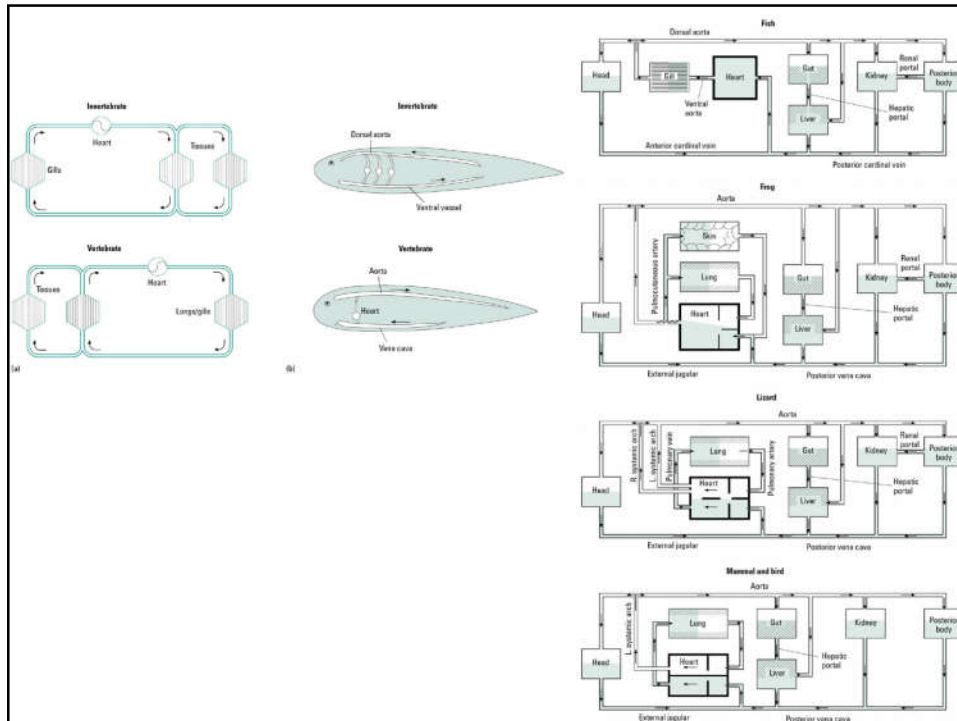 Invertebrate
Heart
Tissues
Gills
Vertebrate
Tissues
Heart
Lungs/gills
(a)
Invertebrate
Dorsal aorta
Ventral vessel
Vertebrate
Aorta
Heart
Vena cava
(b)
Fish
Dorsal aorta
Head
Gill
Heart
Gut
Kidney
Renal
portal
Posterior
body
Ventral
aorta
Hepatic
portal
Liver
Anterior cardinal vein
Posterior cardinal vein
Frog
Aorta
Pulmocutaneous artery
Skin
Lung
Heart
Head
Gut
Kidney
Renal
portal
Posterior
body
Hepatic
portal
Liver
External jugular
Posterior vena cava
Lizard
Aorta
R. systemic arch
L. systemic arch
Pulmonary vein
Lung
Pulmonary artery
Heart
Head
Gut
Kidney
Renal
portal
Posterior
body
Hepatic
portal
Liver
External jugular
Posterior vena cava
Mammal and bird
Aorta
L. systemic arch
Lung
Heart
Head
Gut
Kidney
Posterior
body
Hepatic
portal
Liver
External jugular
Posterior vena cava